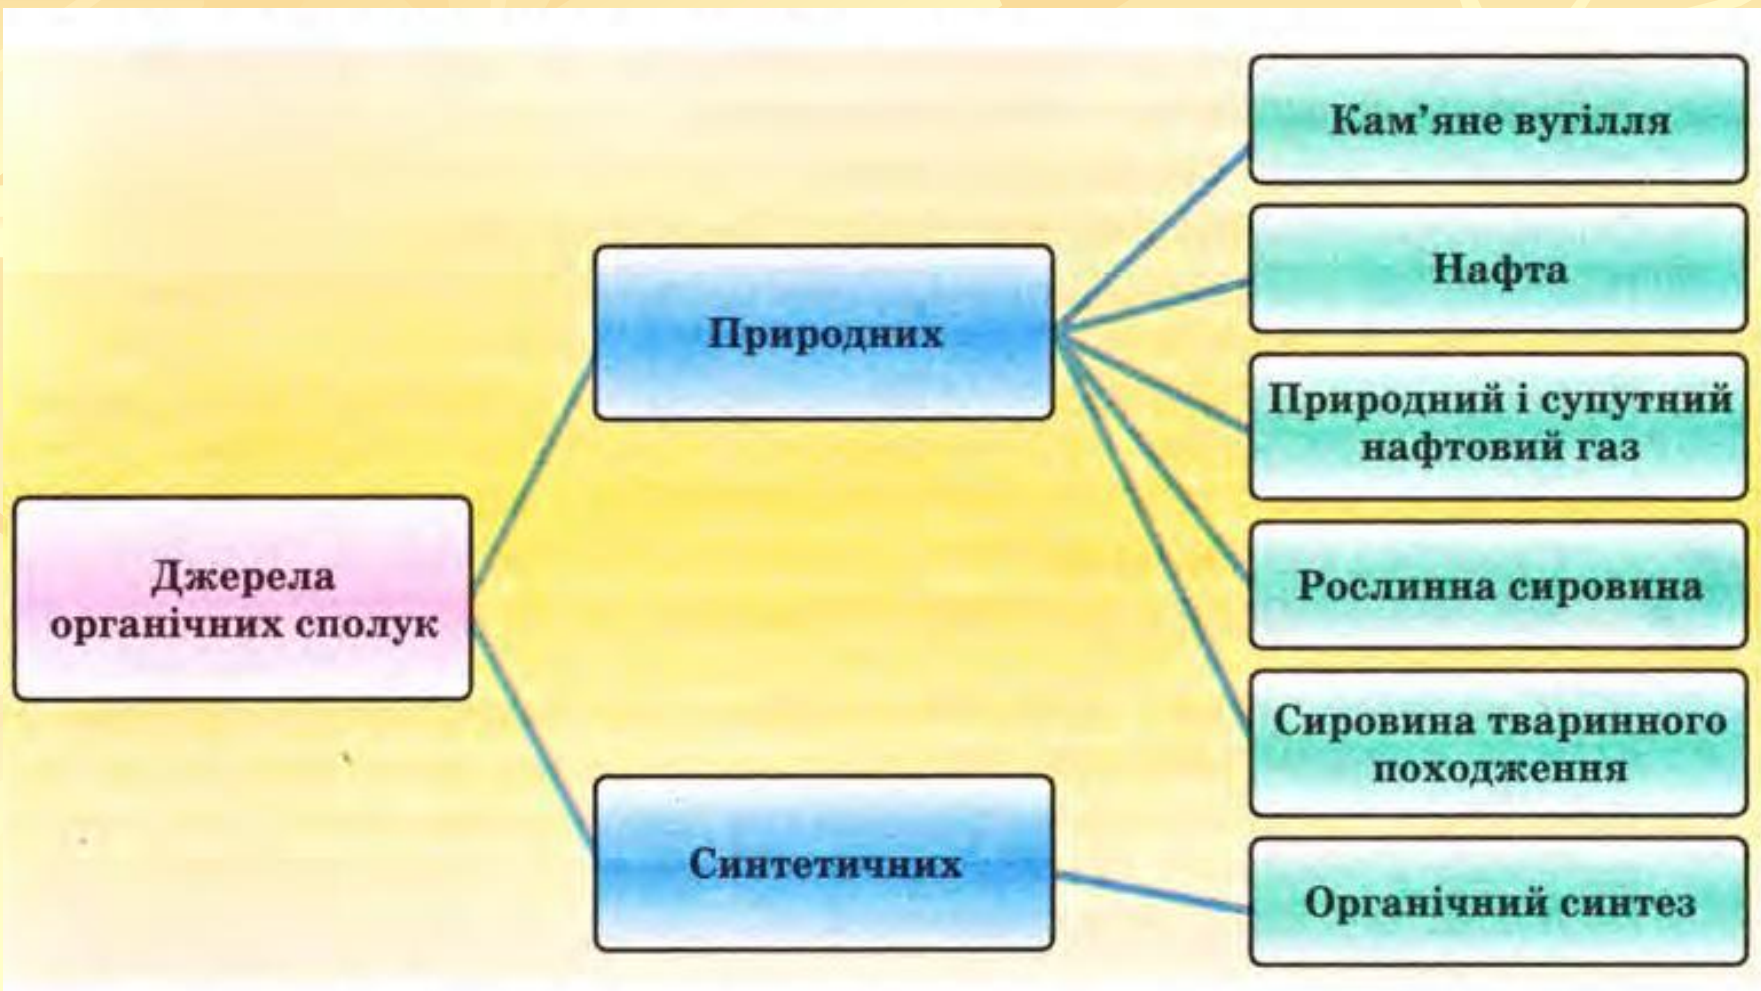 Джерела
органічних сполук
Природних
Синтетичних
Кам’яне вугілля
Нафта
Природний і супутний
нафтовий газ
Рослинна сировина
Сировина тваринного
походження
Органічний синтез